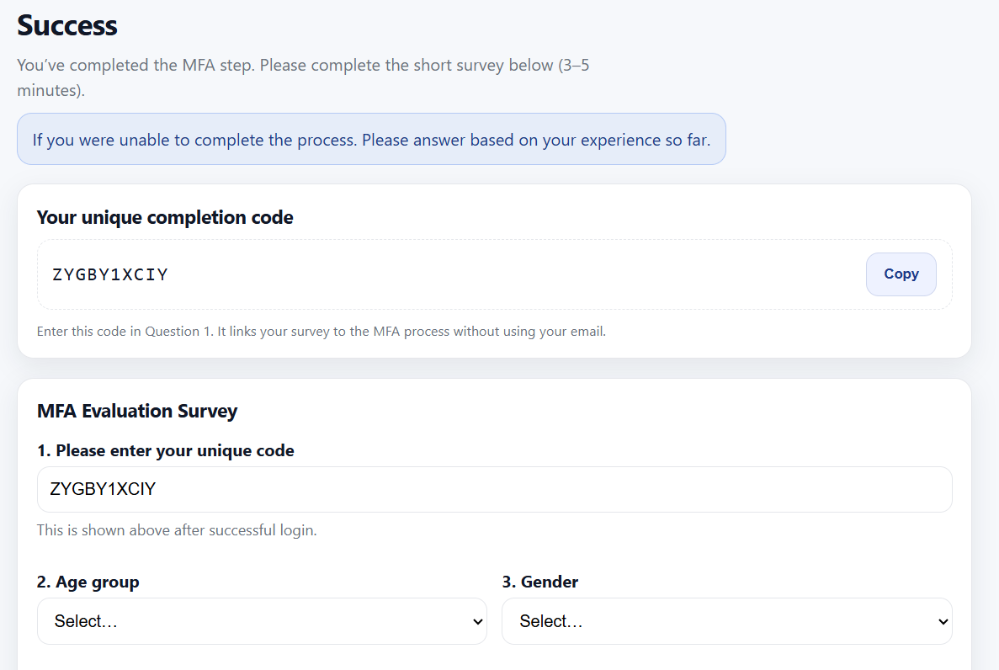 Success
You've completed the MFA step. Please complete the short survey below (3–5
minutes).
If you were unable to complete the process. Please answer based on your experience so far.
Your unique completion code
ZYGBY1XCIY
Copy
Enter this code in Question 1. It links your survey to the MFA process without using your email.
MFA Evaluation Survey
1. Please enter your unique code
ZYGBY1XCIY
This is shown above after successful login.
2. Age group
3. Gender
Select…
Select…